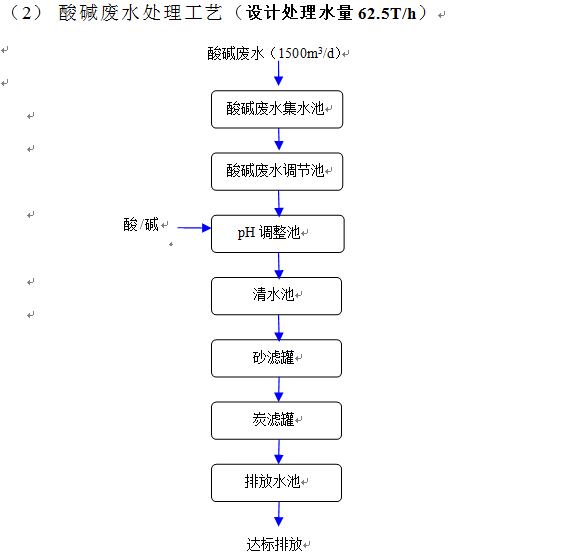 （2） 酸碱废水处理工艺（设计处理水量 62.5T/h）
酸碱废水（1500m³/d）
酸碱废水集水池
酸碱废水调节池
酸/碱
pH 调整池
清水池
砂滤罐
炭滤罐
排放水池
达标排放